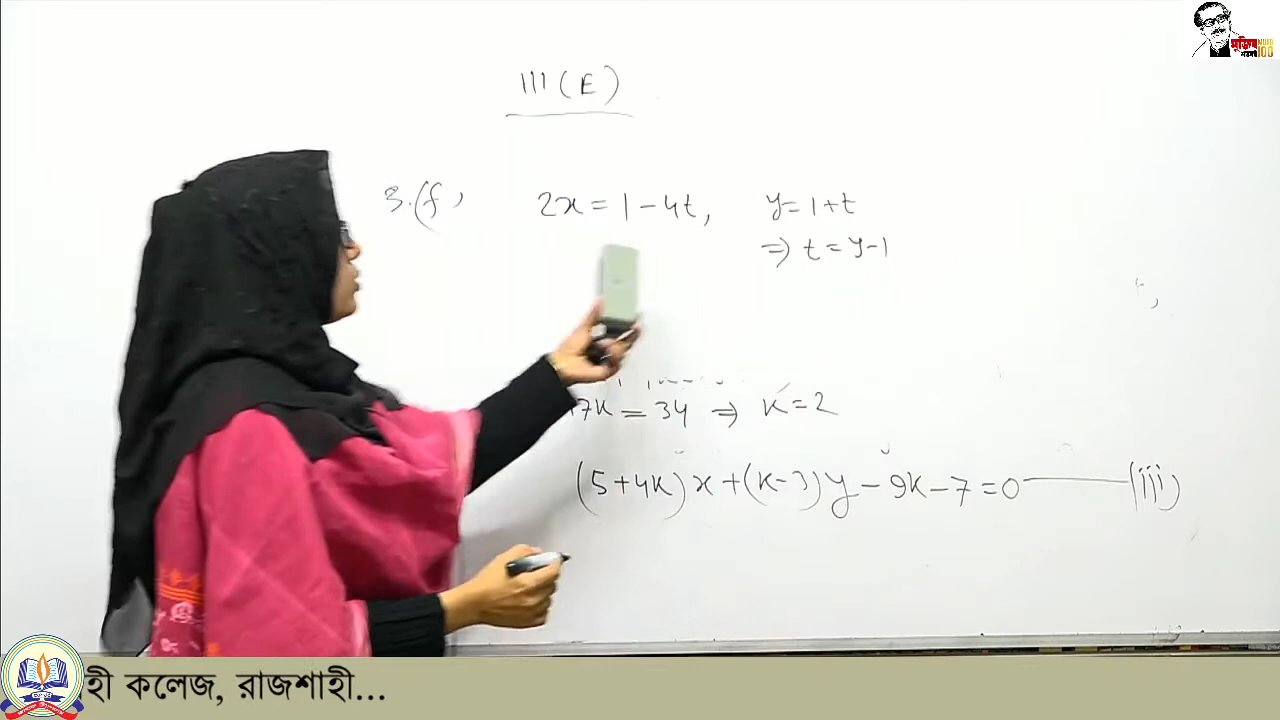 III (E)
3.(f)
2x = 1 - 4t, y = 1 + t
⇒ t = y - 1
7k = 34 ⇒ k = 2
(5+4k)x + (k-3)y - 9k - 7 = 0 (iii)
হী কলেজ, রাজশাহী...
100